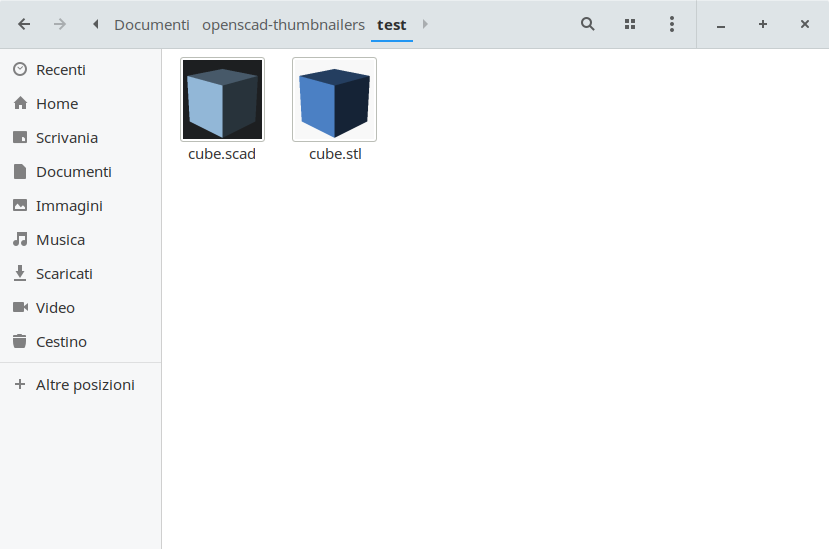 Documenti openscad-thumbnailers test
Recenti
Home
Scrivania
Documenti
Immagini
Musica
Scaricati
Video
Cestino
Altre posizioni
cube.scad cube.stl